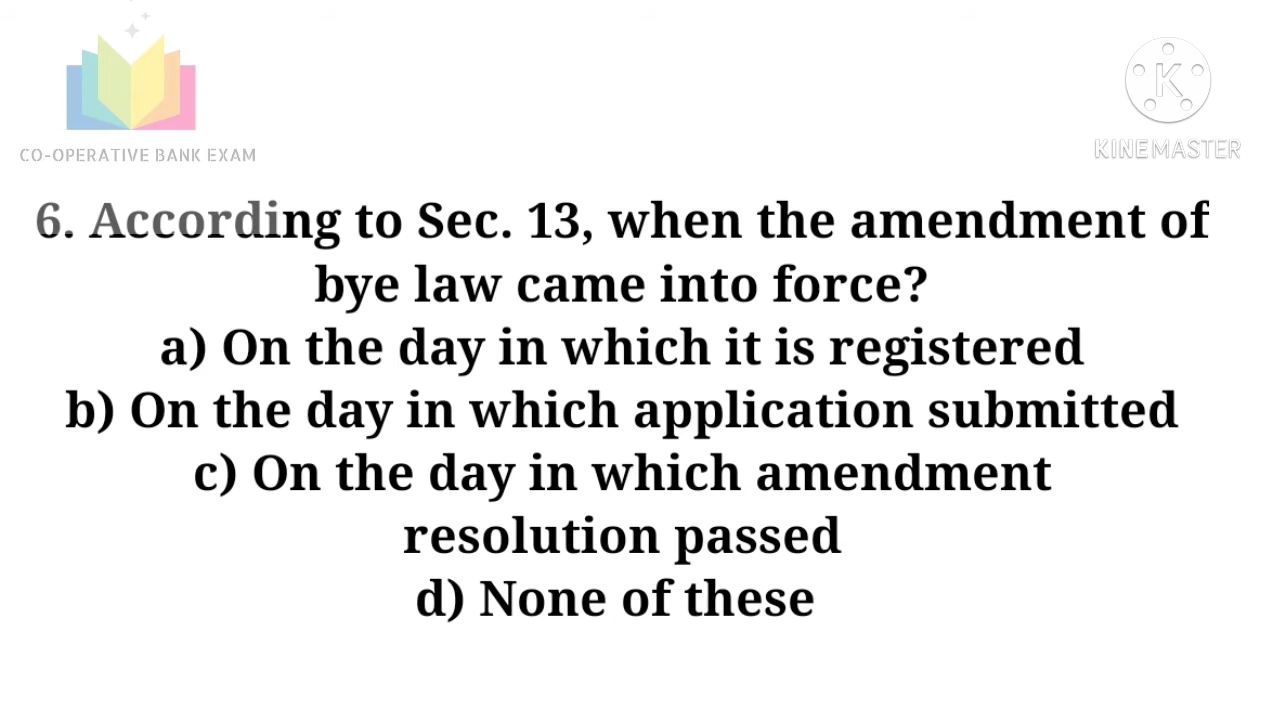 CO-OPERATIVE BANK EXAM
K
KINEMASTER
6. According to Sec. 13, when the amendment of
bye law came into force?
a) On the day in which it is registered
b) On the day in which application submitted
c) On the day in which amendment
resolution passed
d) None of these